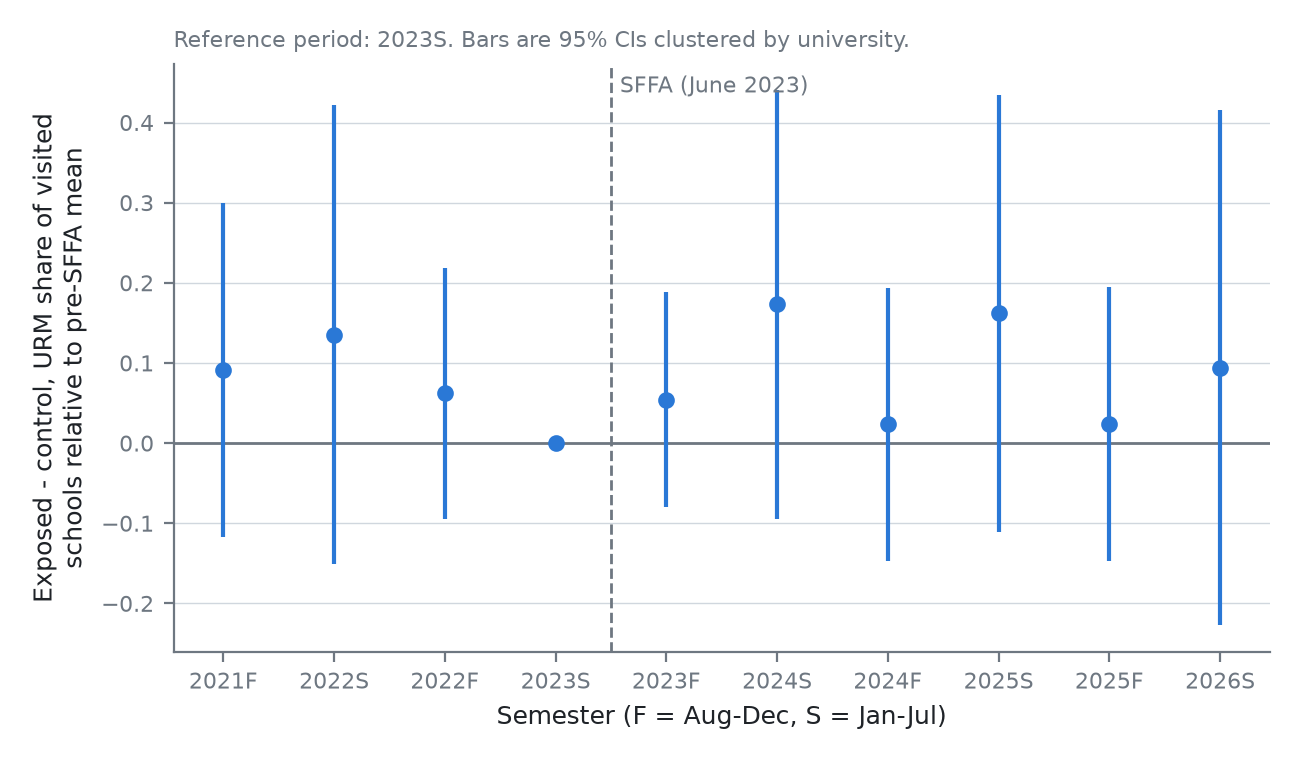 Reference period: 2023S. Bars are 95% CIs clustered by university.
SFFA (June 2023)
Exposed - control, URM share of visited
schools relative to pre-SFFA mean
0.4
0.3
0.2
0.1
0.0
−0.1
−0.2
2021F 2022S 2022F 2023S 2023F 2024S 2024F 2025S 2025F 2026S
Semester (F = Aug-Dec, S = Jan-Jul)